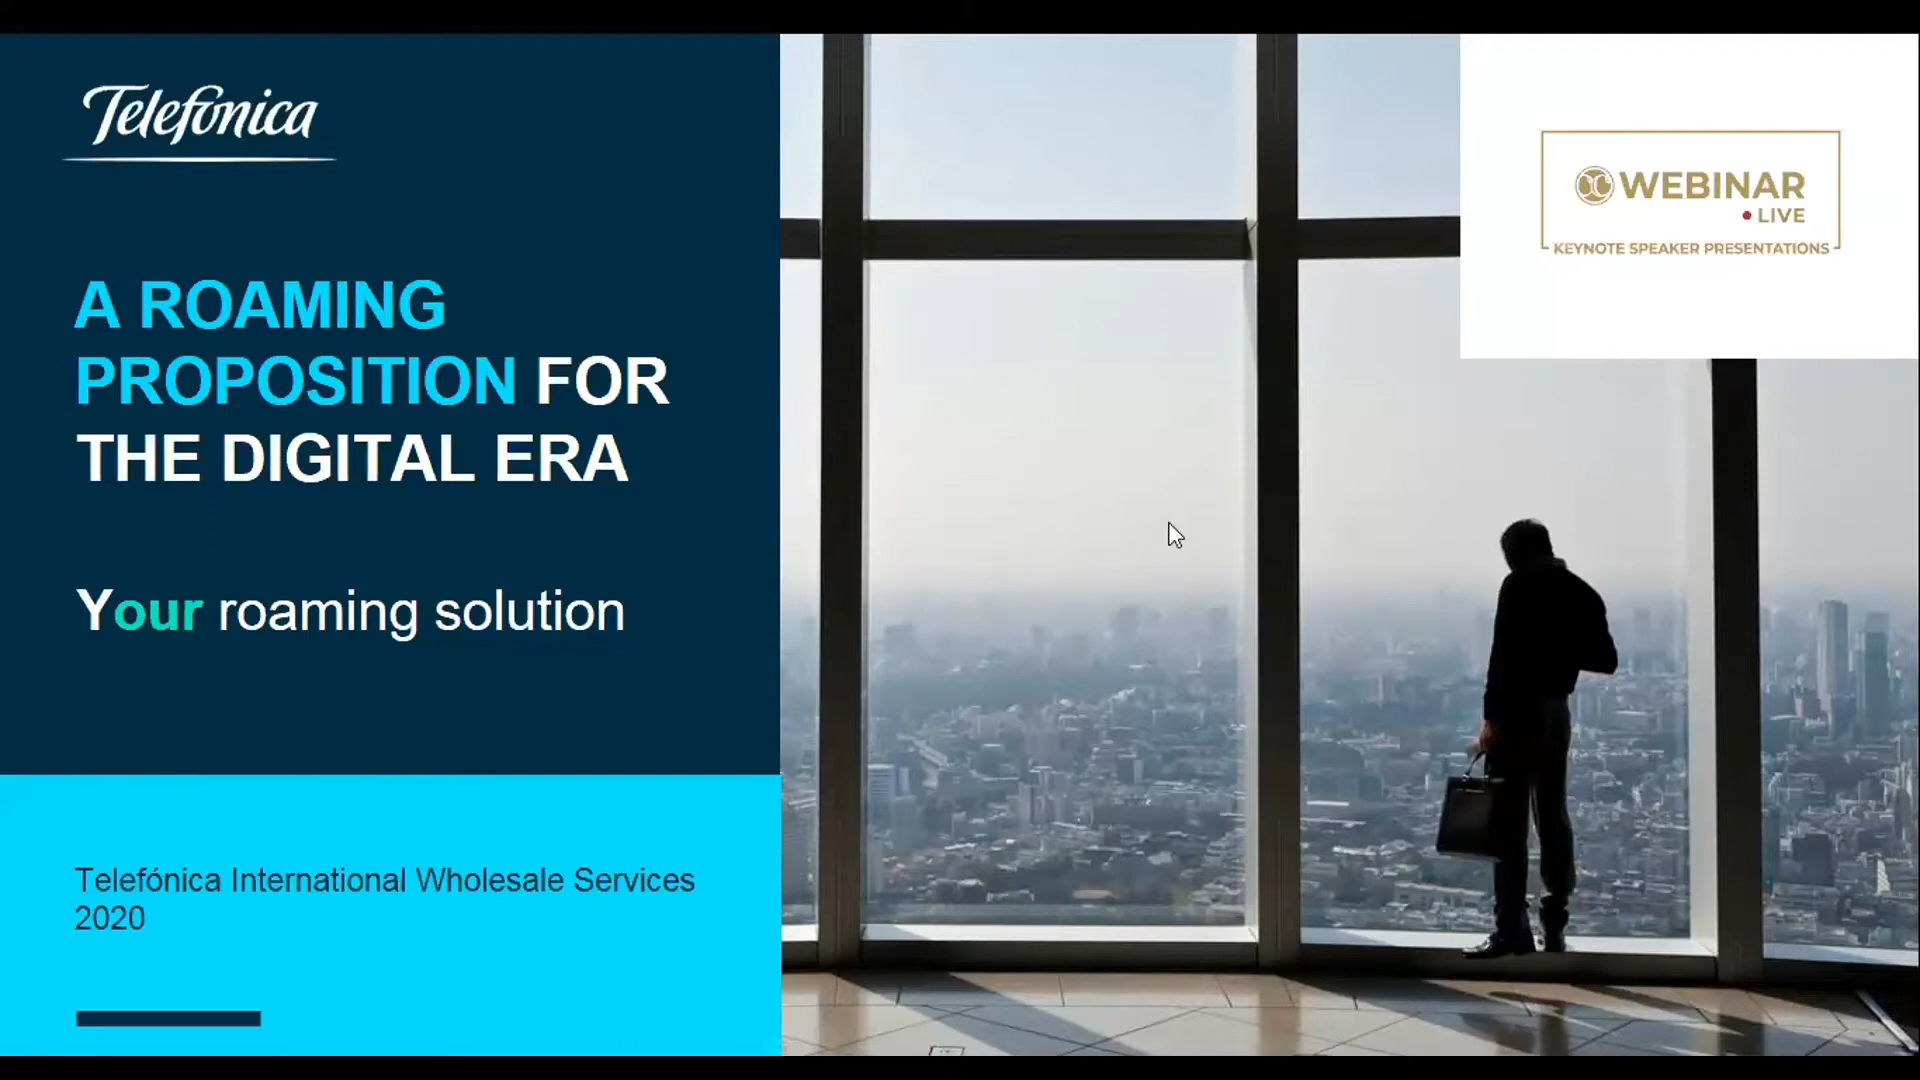 Telefónica
A ROAMING
PROPOSITION FOR
THE DIGITAL ERA
Your roaming solution
Telefónica International Wholesale Services
2020
WEBINAR
LIVE
KEYNOTE SPEAKER PRESENTATIONS